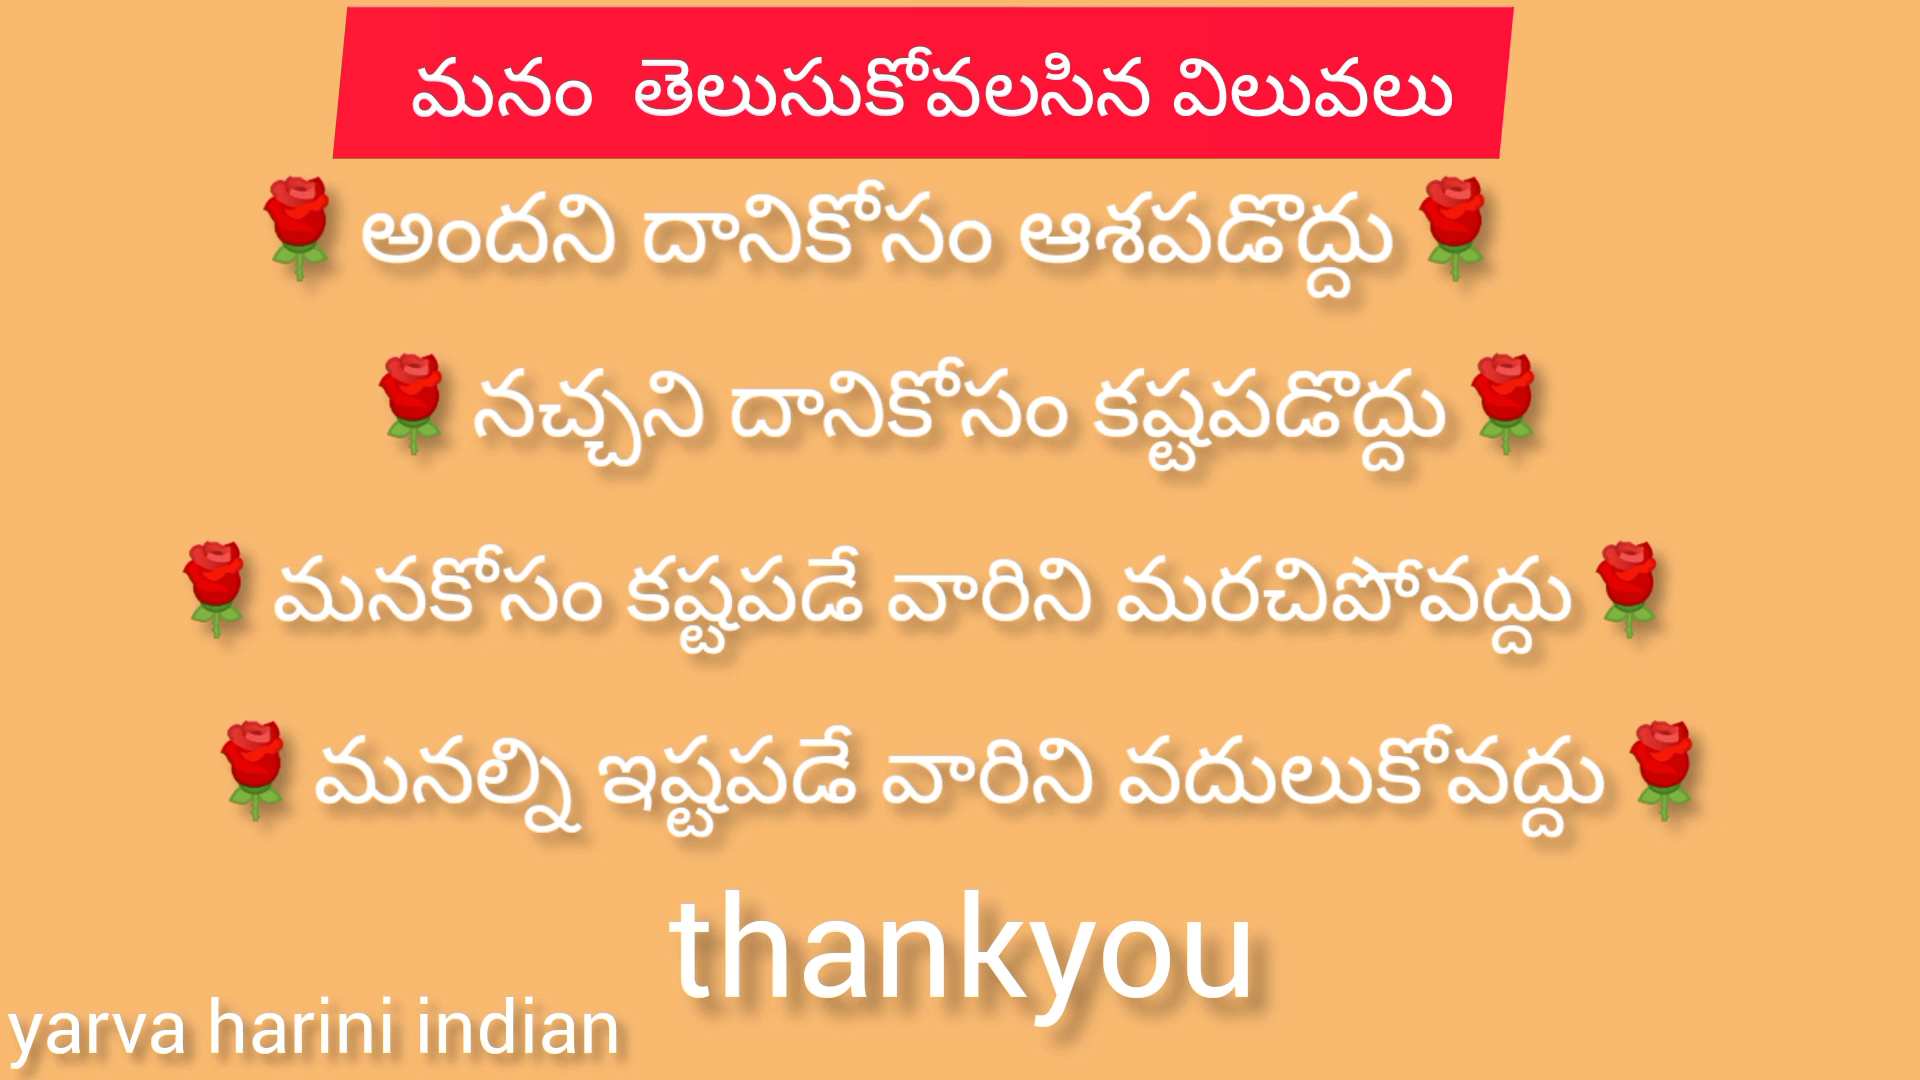 మనం తెలుసుకోవలసిన విలువలు
🌹అందని దానికోసం ఆశపడొద్దు🌹
🌹నచ్చని దానికోసం కష్టపడొద్దు🌹
🌹మనకోసం కష్టపడే వారిని మరచిపోవద్దు🌹
🌹మనల్ని ఇష్టపడే వారిని వదులుకోవద్దు🌹
thankyou
yarva harini indian